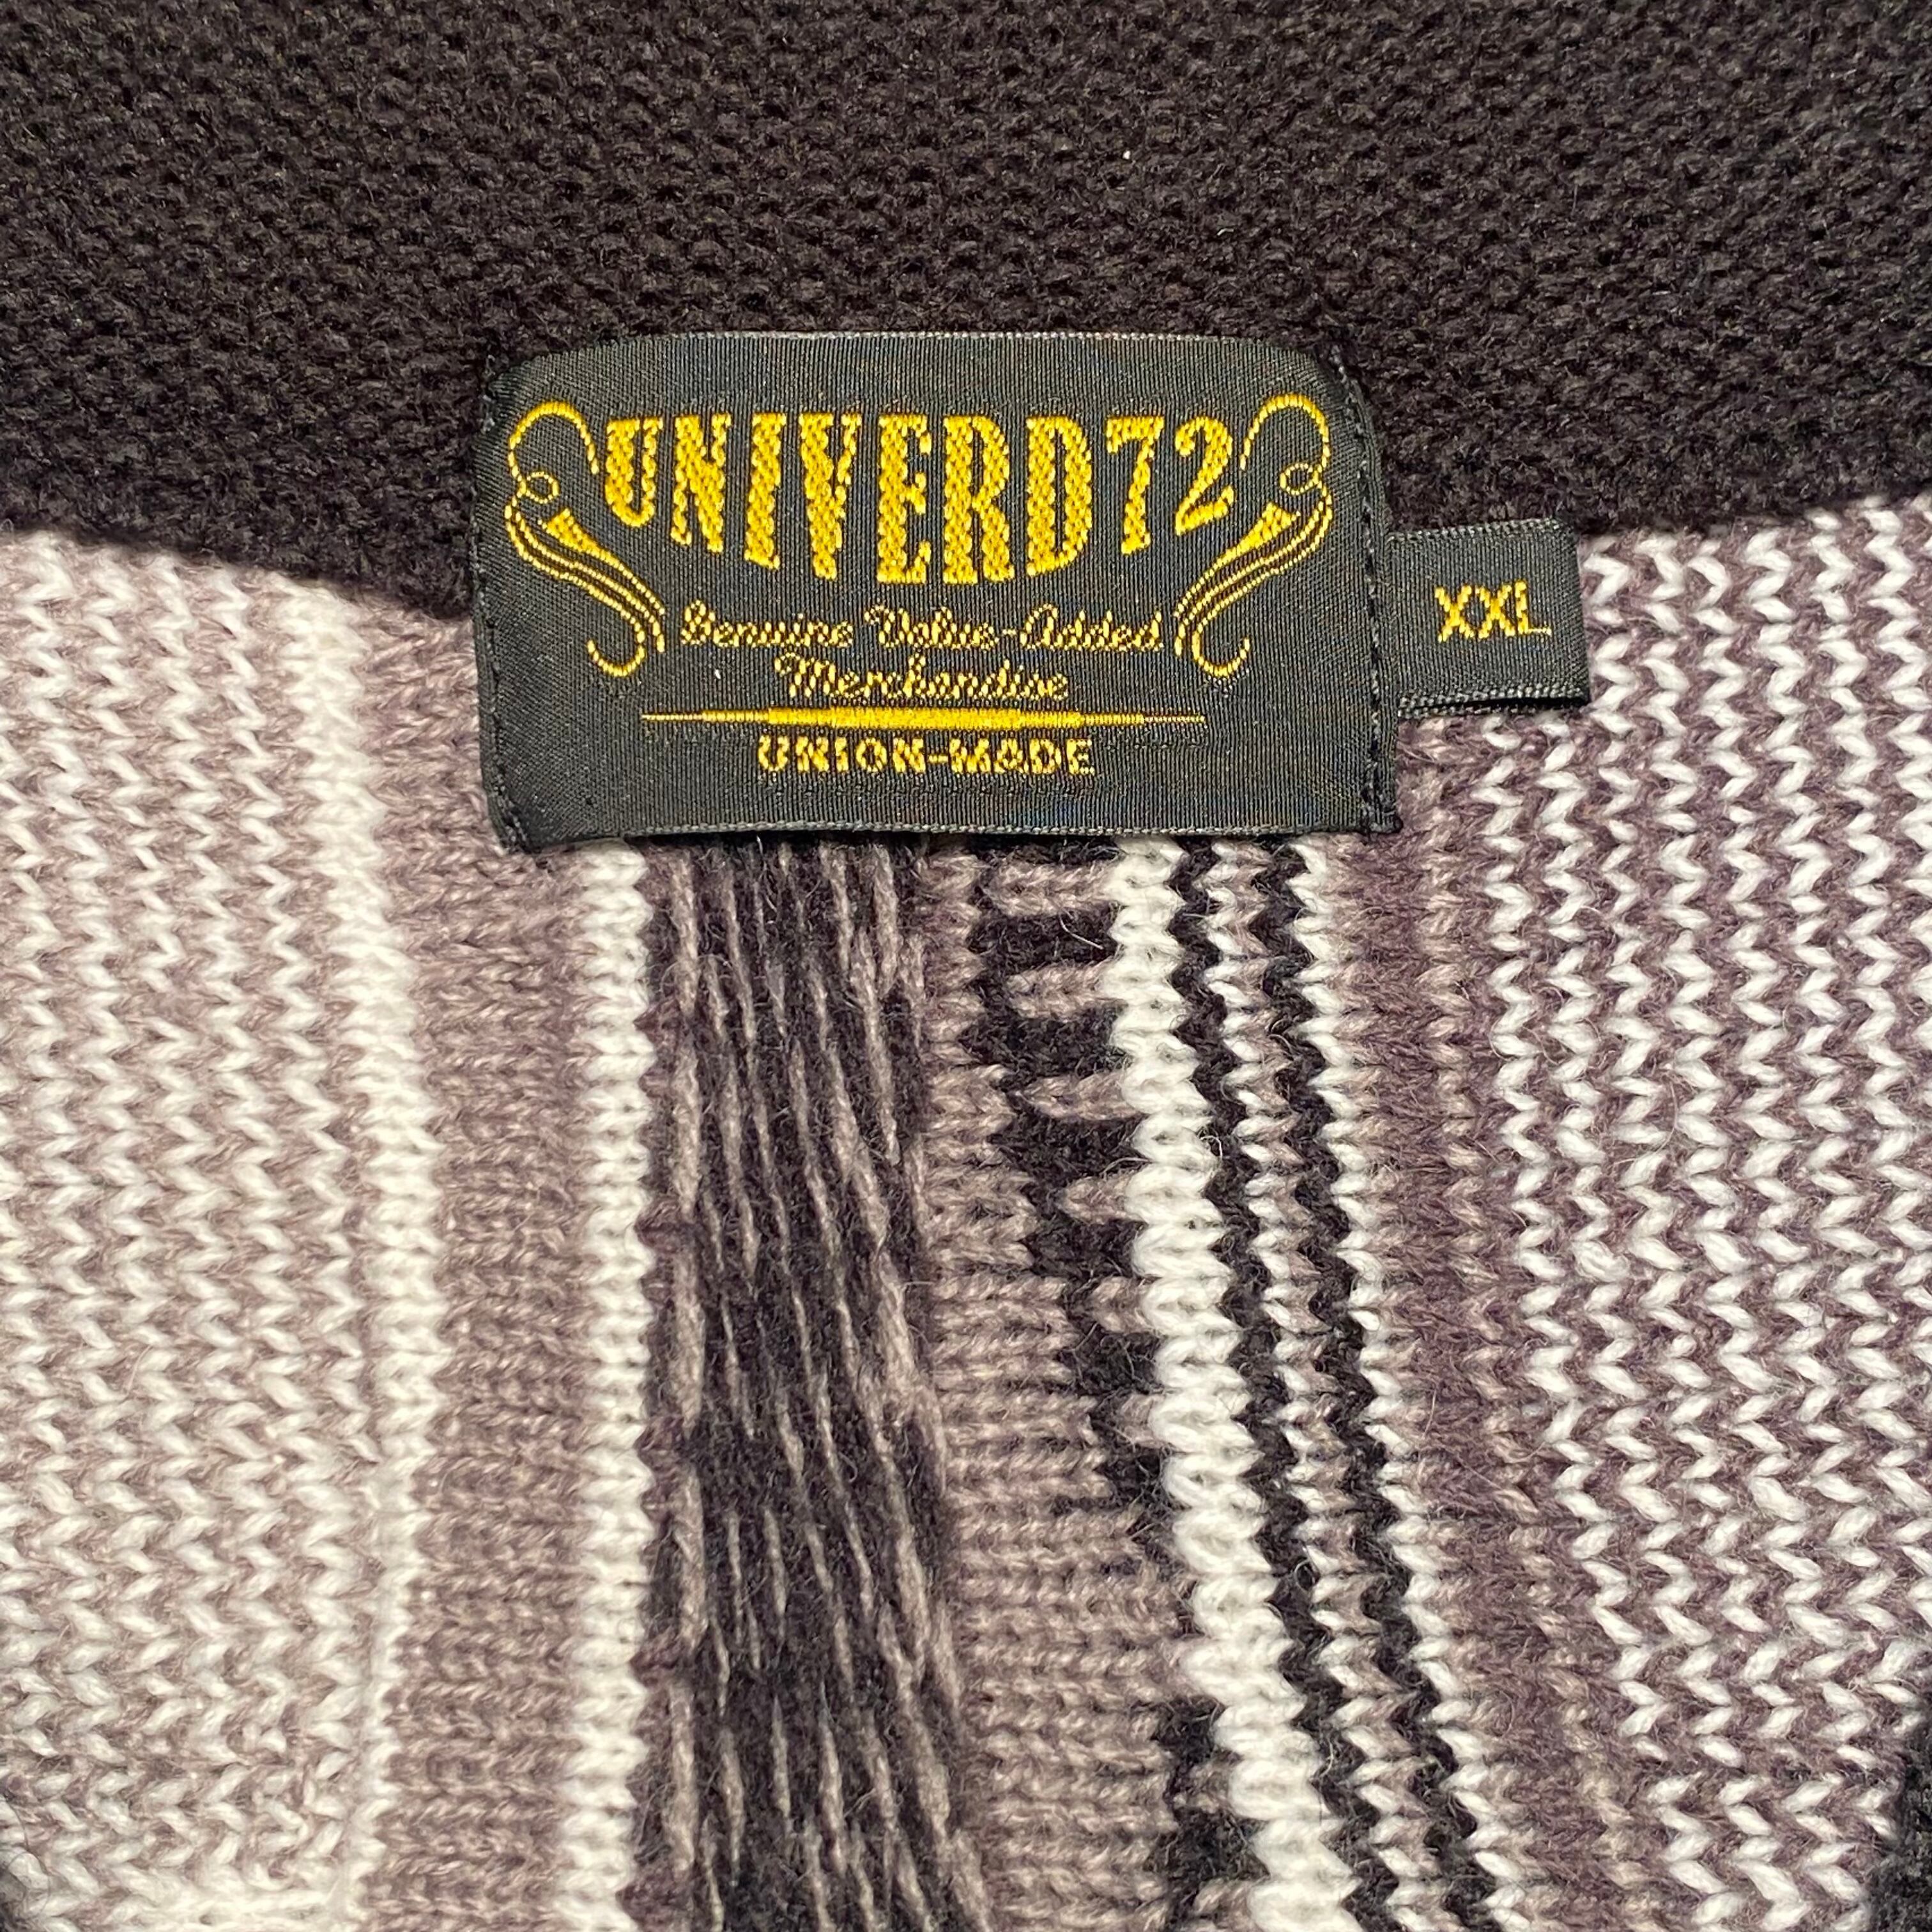 UNIVERD72
Genuine Value-Added
Merchandise
UNION-MADE
XXL